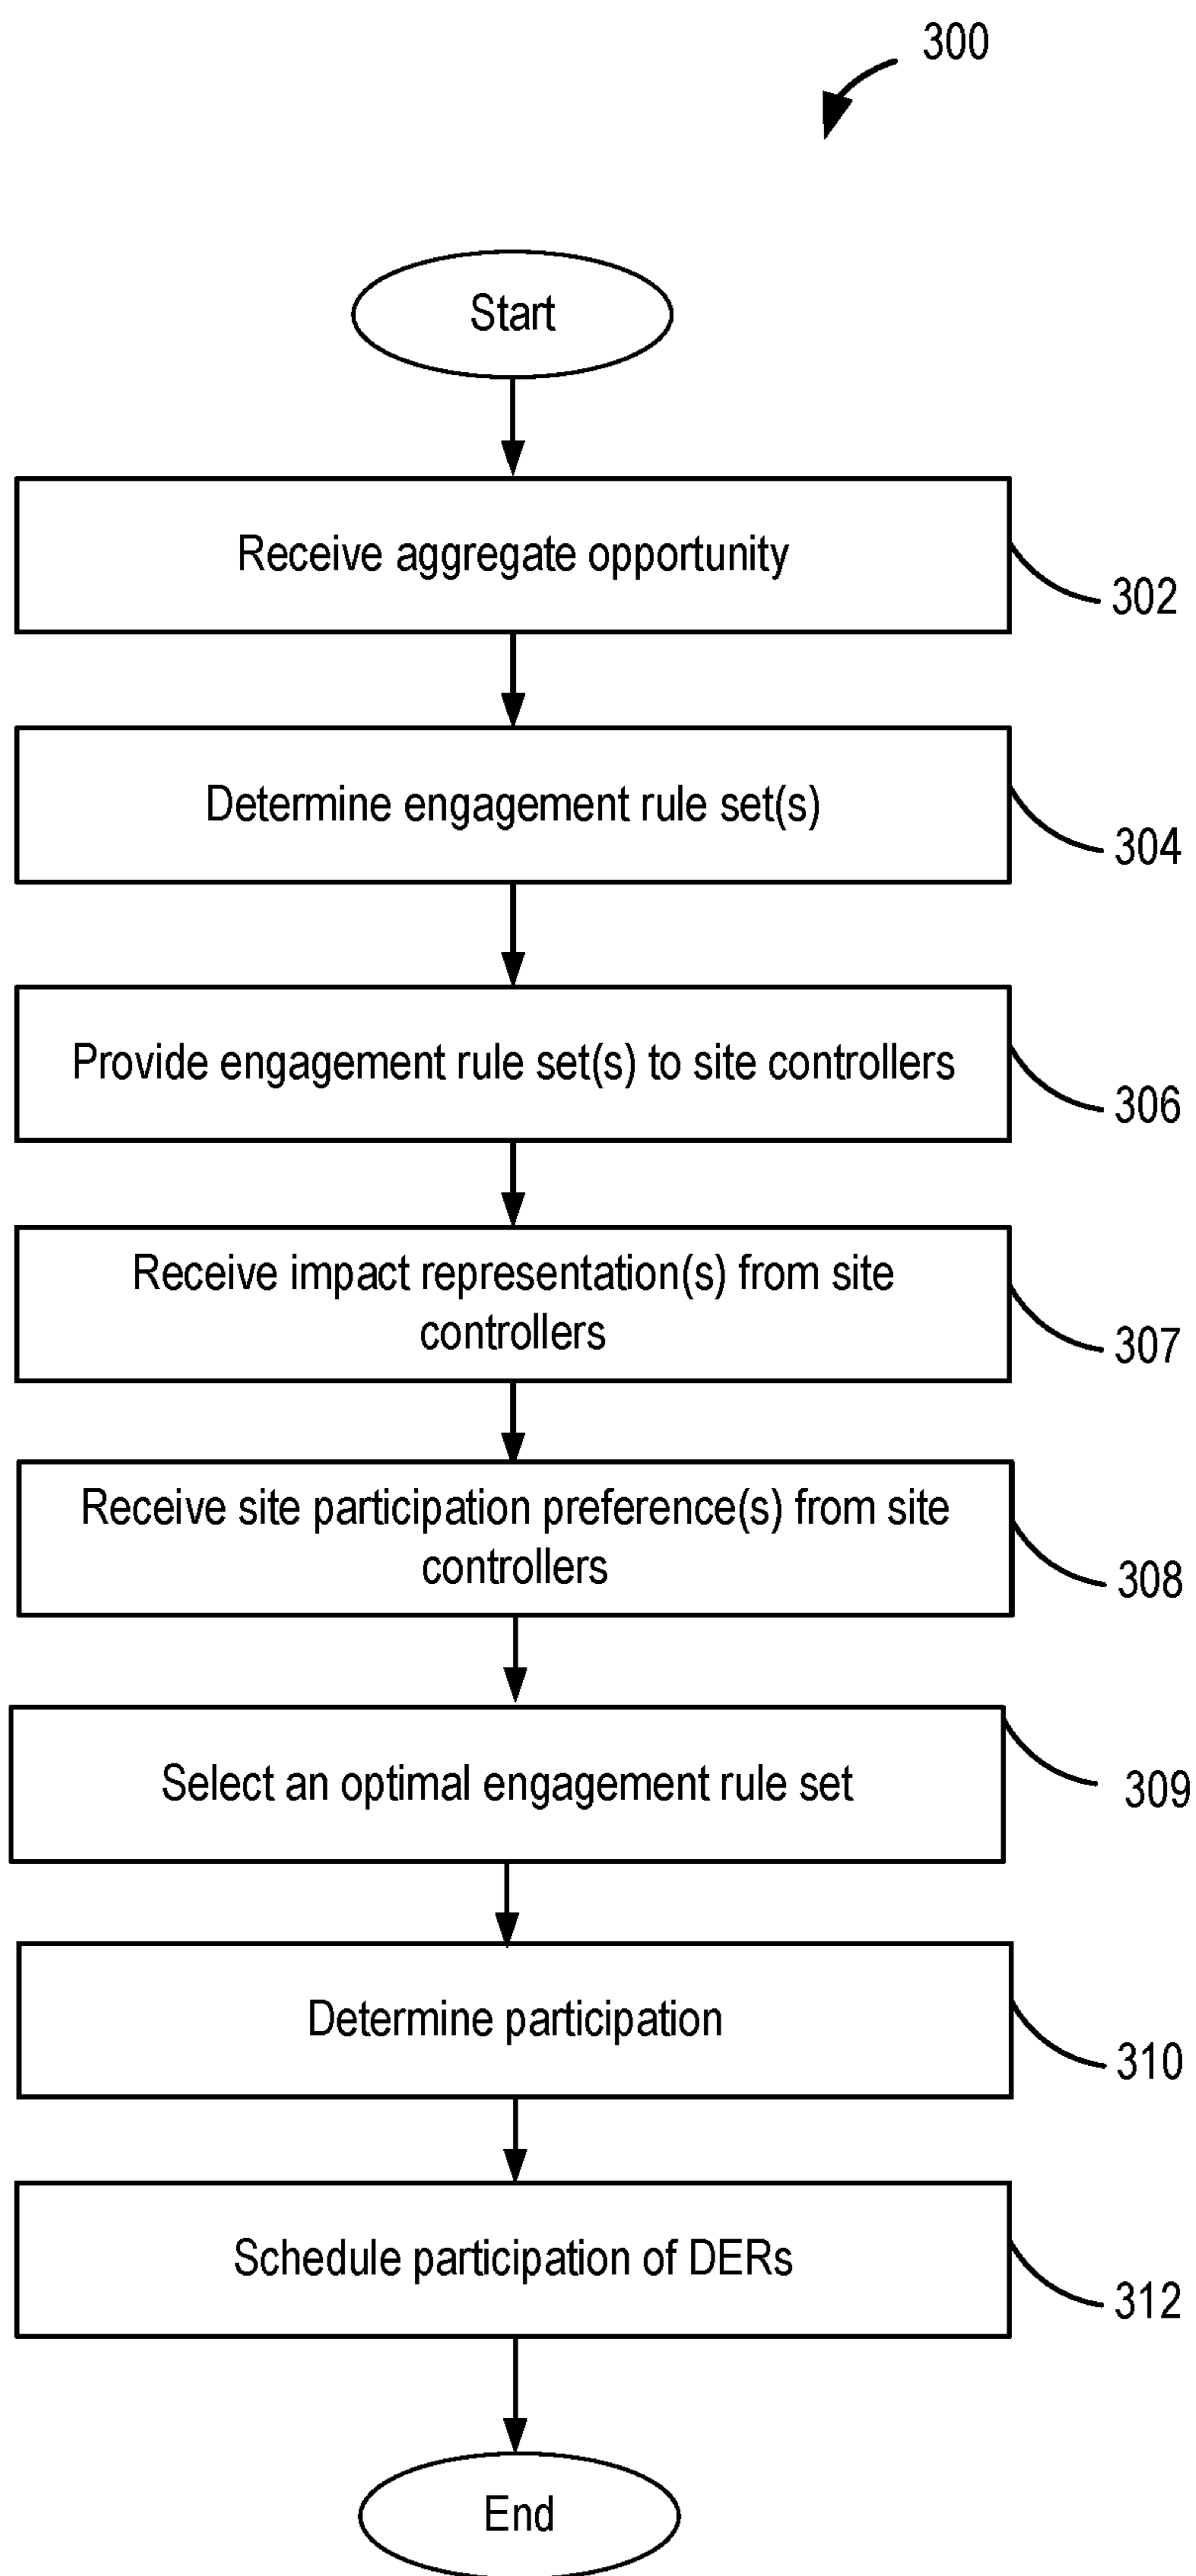 300
Start
Receive aggregate opportunity
302
Determine engagement rule set(s)
304
Provide engagement rule set(s) to site controllers
306
Receive impact representation(s) from site
controllers
307
Receive site participation preference(s) from site
controllers
308
Select an optimal engagement rule set
309
Determine participation
310
Schedule participation of DERs
312
End